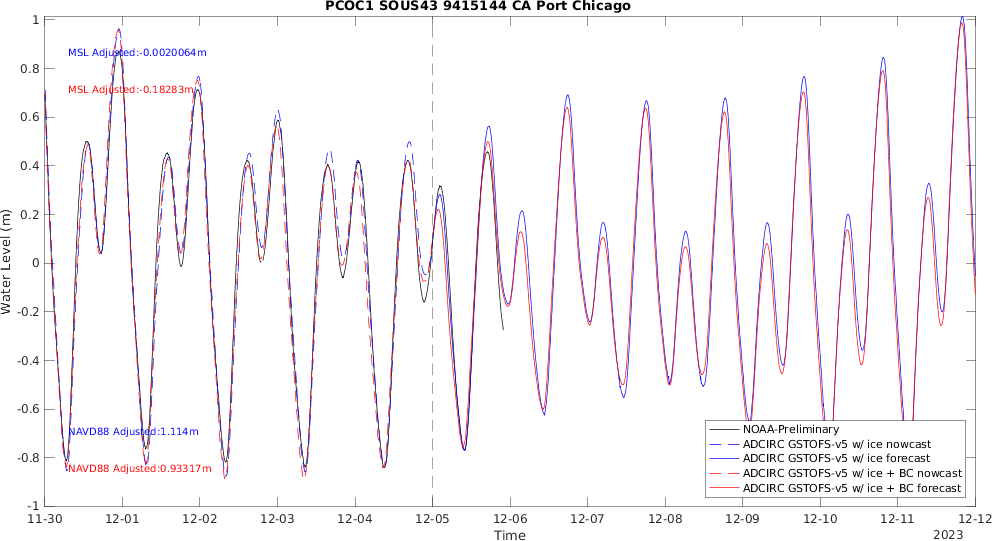 PCOC1 SOUS43 9415144 CA Port Chicago
1
0.8
0.6
0.4
0.2
0
-0.2
-0.4
-0.6
-0.8
-1
Water Level (m)
MSL Adjusted:-0.0020064m
MSL Adjusted:-0.18283m
NAVD88 Adjusted:1.114m
NAVD88 Adjusted:0.93317m
NOAA-Preliminary
ADCIRC GSTOFS-v5 w/ ice nowcast
ADCIRC GSTOFS-v5 w/ ice forecast
ADCIRC GSTOFS-v5 w/ ice + BC nowcast
ADCIRC GSTOFS-v5 w/ ice + BC forecast
11-30 12-01 12-02 12-03 12-04 12-05 12-06 12-07 12-08 12-09 12-10 12-11 12-12
Time
2023